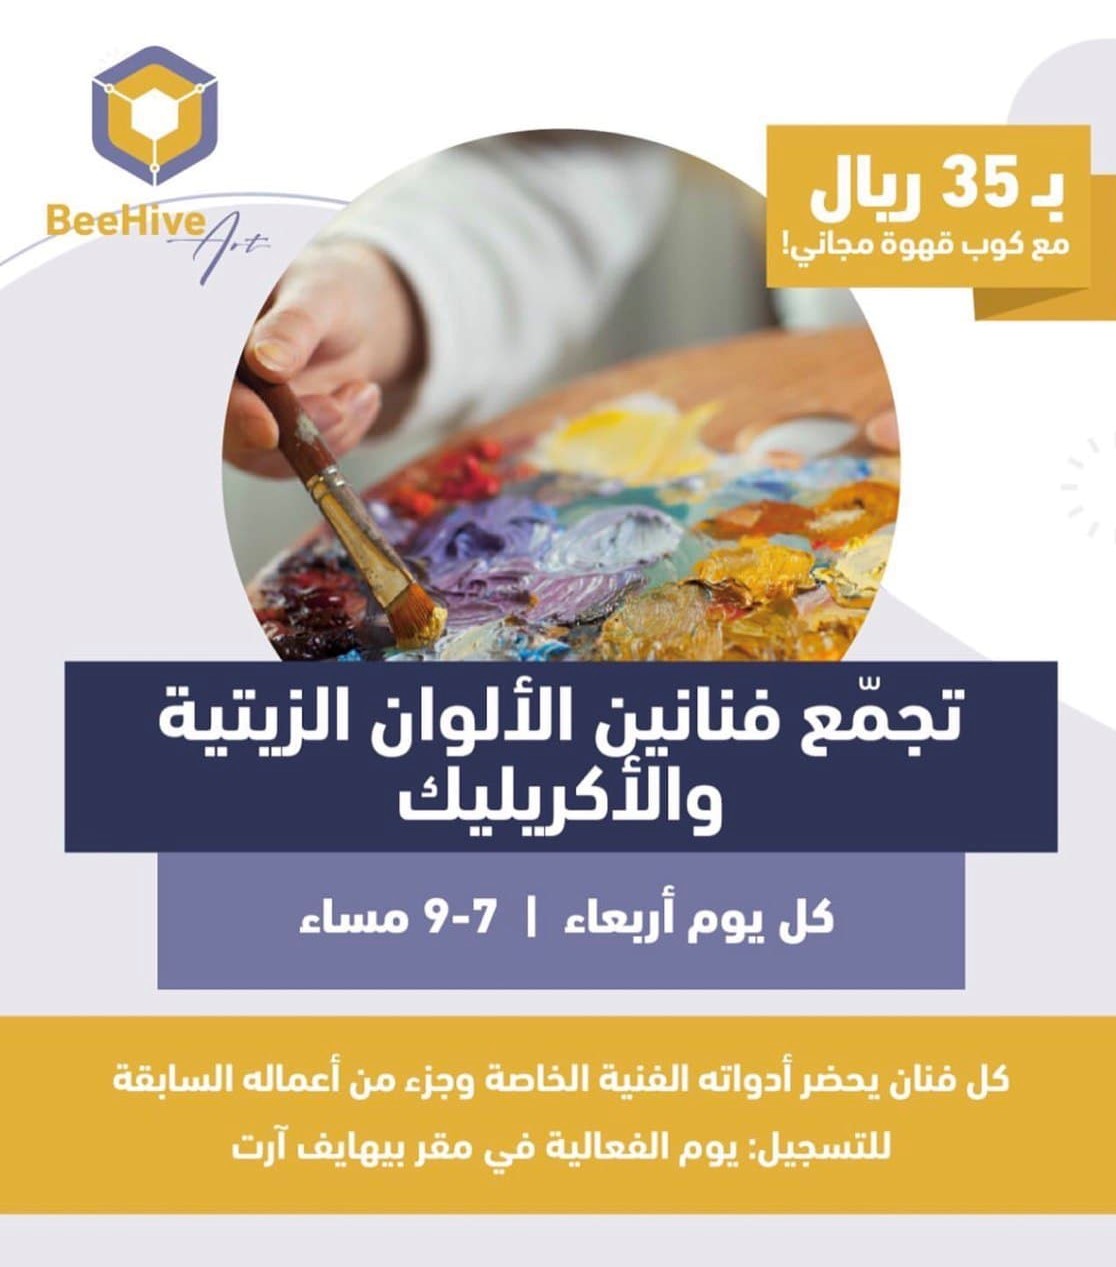 BeeHive
Art
بـ 35 ريال
مع كوب قهوة مجاني!
تجمّع فنانين الألوان الزيتية
والأكريليك
كل يوم أربعاء | 7-9 مساء
كل فنان يحضر أدواته الفنية الخاصة وجزء من أعماله السابقة
للتسجيل: يوم الفعالية في مقر بيهايف آرت